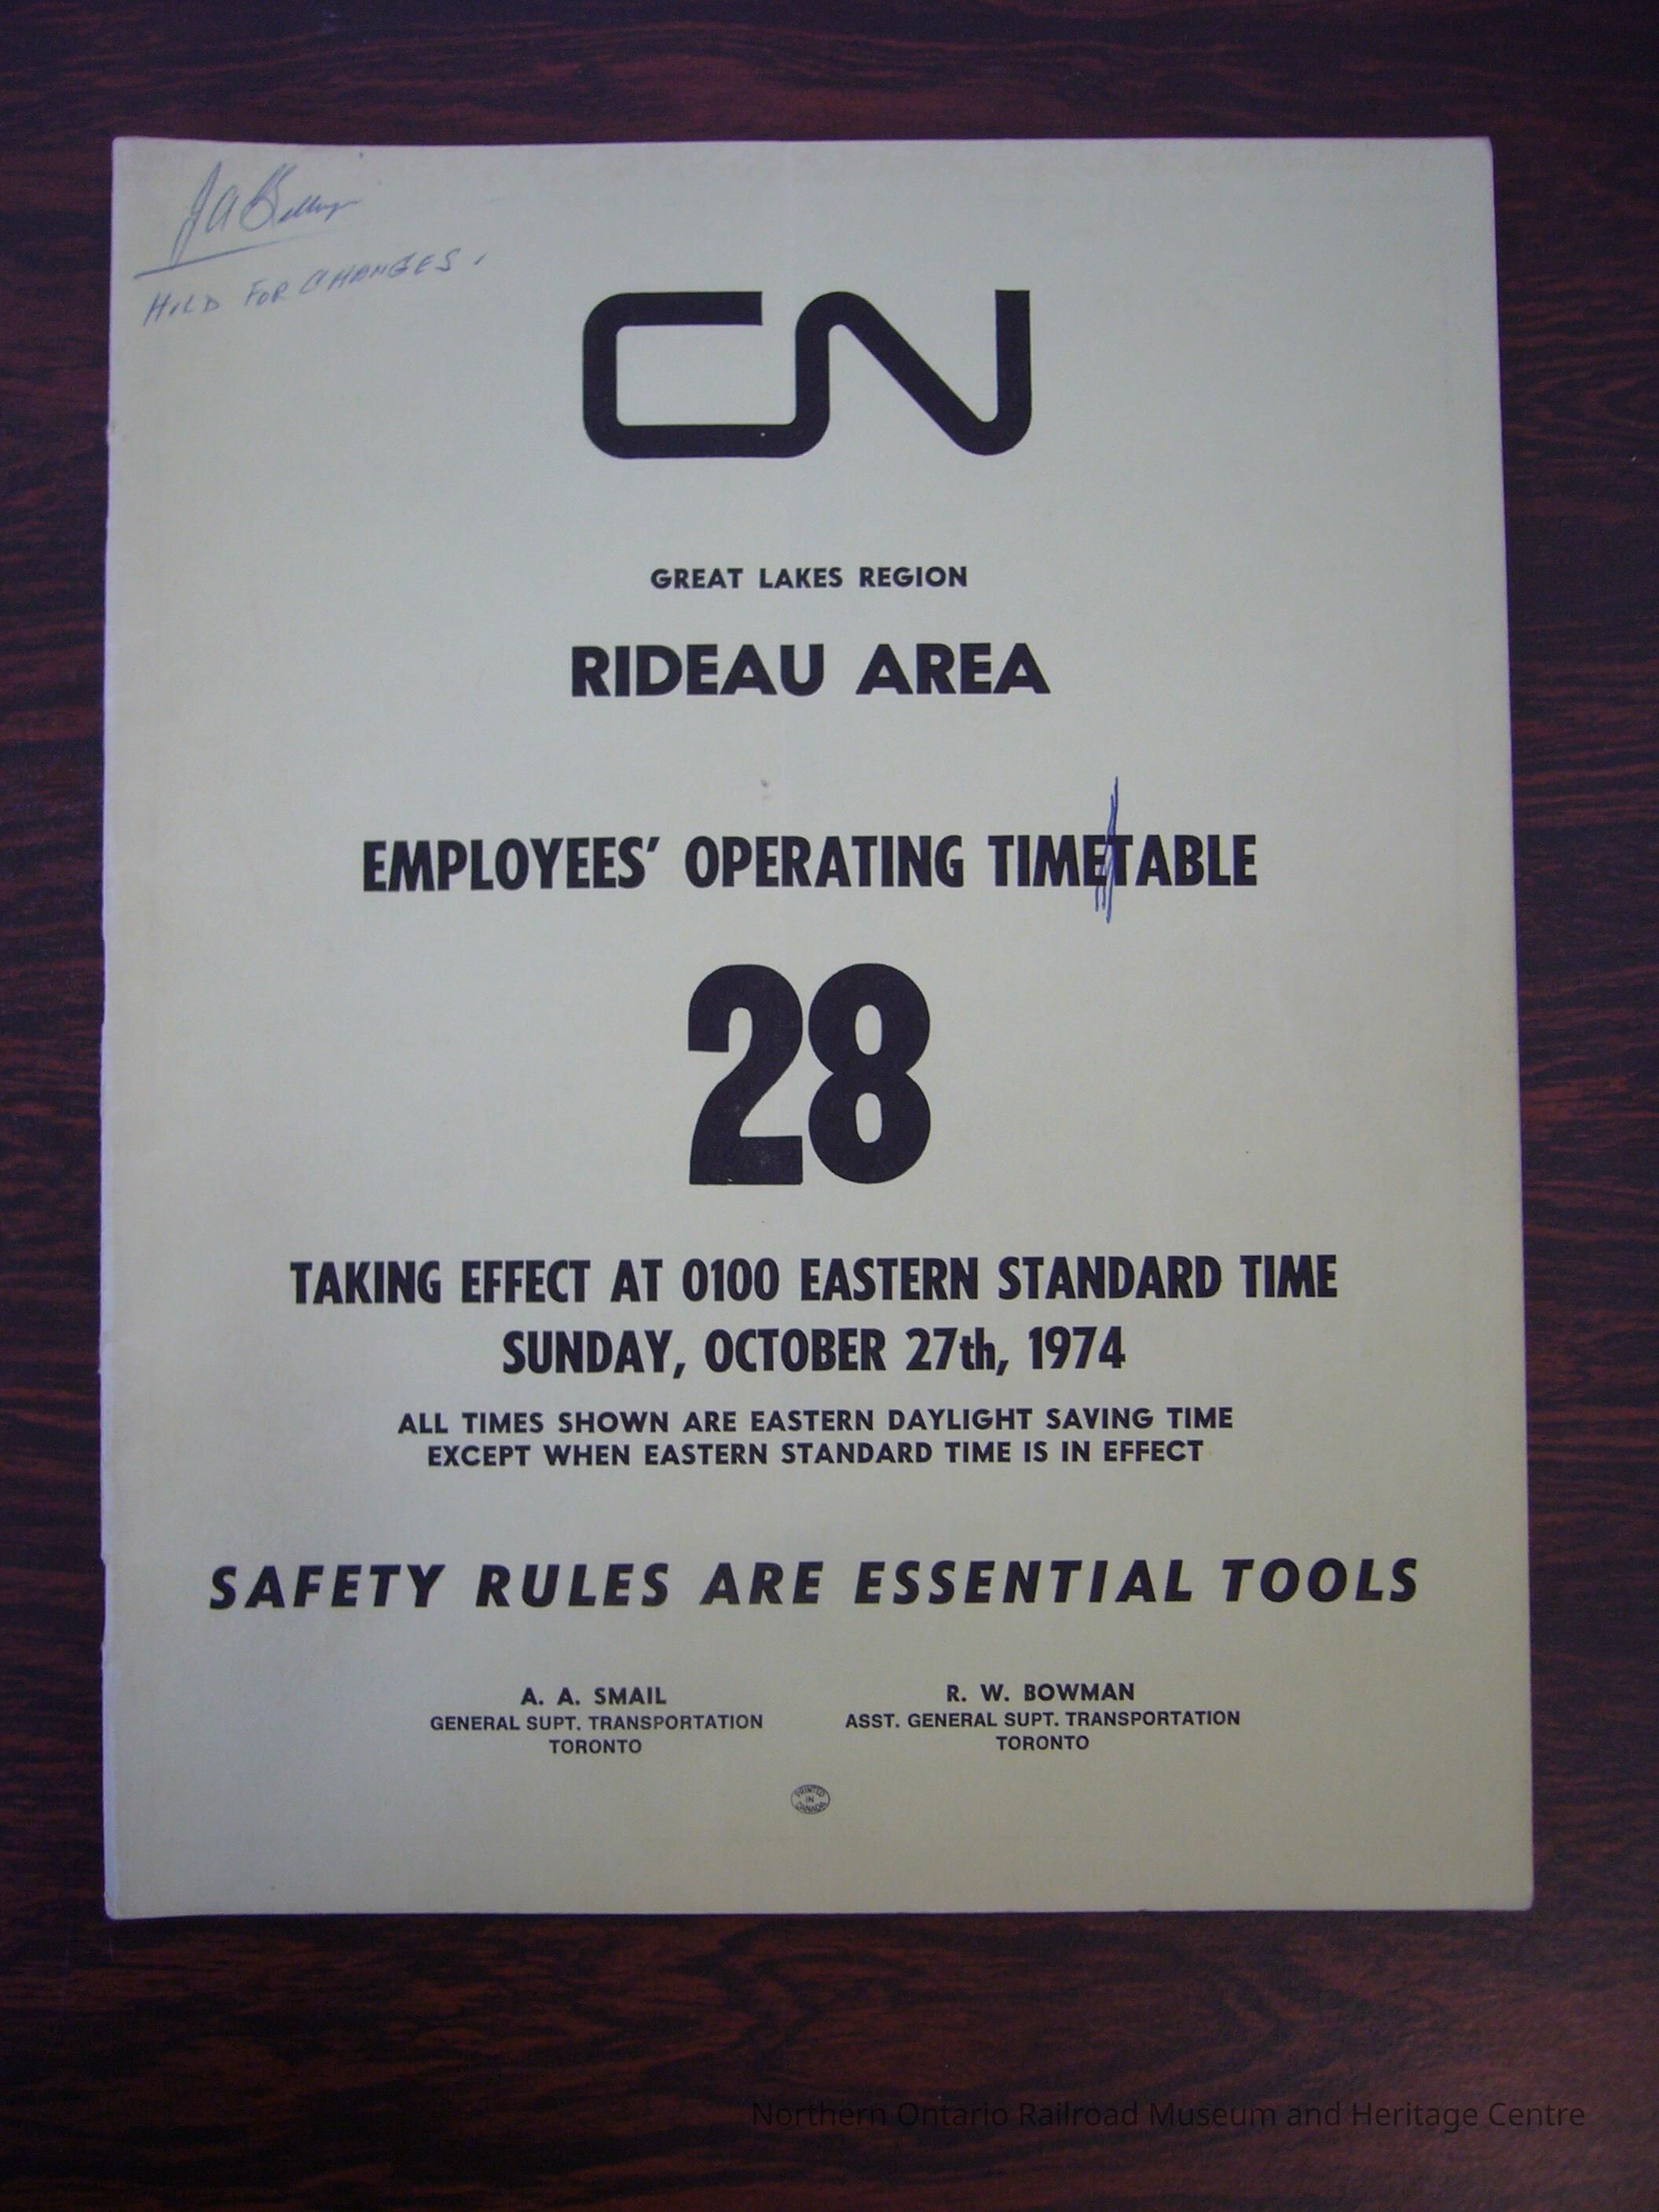 HOLD FOR CHANGES.
CN
GREAT LAKES REGION
RIDEAU AREA
EMPLOYEES' OPERATING TIMETABLE
28
TAKING EFFECT AT 0100 EASTERN STANDARD TIME
SUNDAY, OCTOBER 27th, 1974
ALL TIMES SHOWN ARE EASTERN DAYLIGHT SAVING TIME
EXCEPT WHEN EASTERN STANDARD TIME IS IN EFFECT
SAFETY RULES ARE ESSENTIAL TOOLS
A. A. SMAIL
GENERAL SUPT. TRANSPORTATION
TORONTO
R. W. BOWMAN
ASST. GENERAL SUPT. TRANSPORTATION
TORONTO
PRINTED
IN
CANADA
Northern Ontario Railroad Museum and Heritage Centre